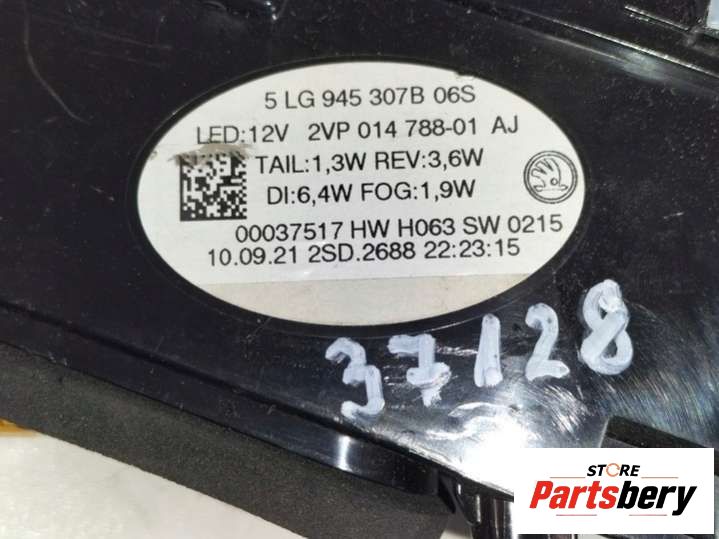 5 LG 945 307B 06S
LED:12V 2VP 014 788-01 AJ
TAIL:1,3W REV:3,6W
DI:6,4W FOG:1,9W
00037517 HW H063 SW 0215
10.09.21 2SD.2688 22:23:15
37128
STORE
Partsbery